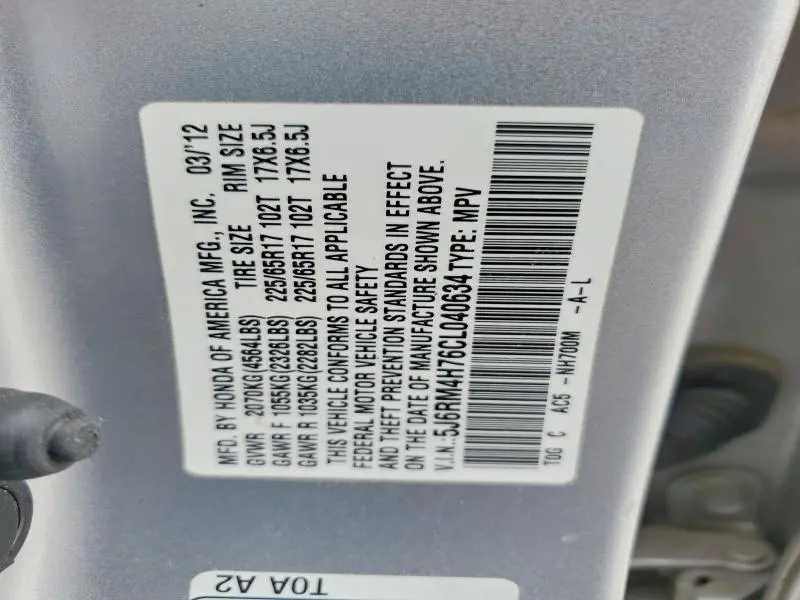 MFD. BY HONDA OF AMERICA MFG., INC. 03/'12
GVWR 2070KG(4564LBS) TIRE SIZE RIM SIZE
GAWR F 1055KG(2326LBS) 225/65R17 102T 17X6.5J
GAWR R 1035KG(2282LBS) 225/65R17 102T 17X6.5J
THIS VEHICLE CONFORMS TO ALL APPLICABLE
FEDERAL MOTOR VEHICLE SAFETY
AND THEFT PREVENTION STANDARDS IN EFFECT
ON THE DATE OF MANUFACTURE SHOWN ABOVE.
V.I.N.:5J6RM4H76CL040634 TYPE: MPV
T0G C AC5 -NH700M -A-L
T0A A2